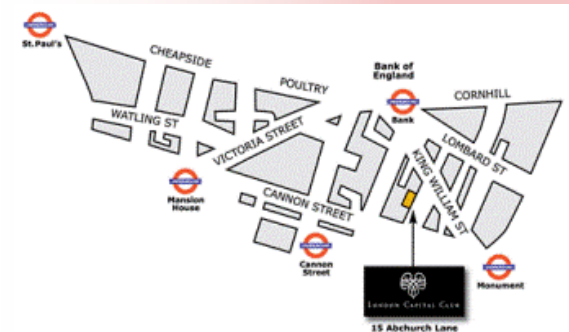 St. Paul's
CHEAPSIDE
Bank of
England
POULTRY
CORNHILL
Bank
WATLING ST
VICTORIA STREET
LOMBARD ST
KING WILLIAM ST
Mansion
House
CANNON STREET
Cannon
Street
Monument
LONDON CAPITAL CLUB
15 Abchurch Lane